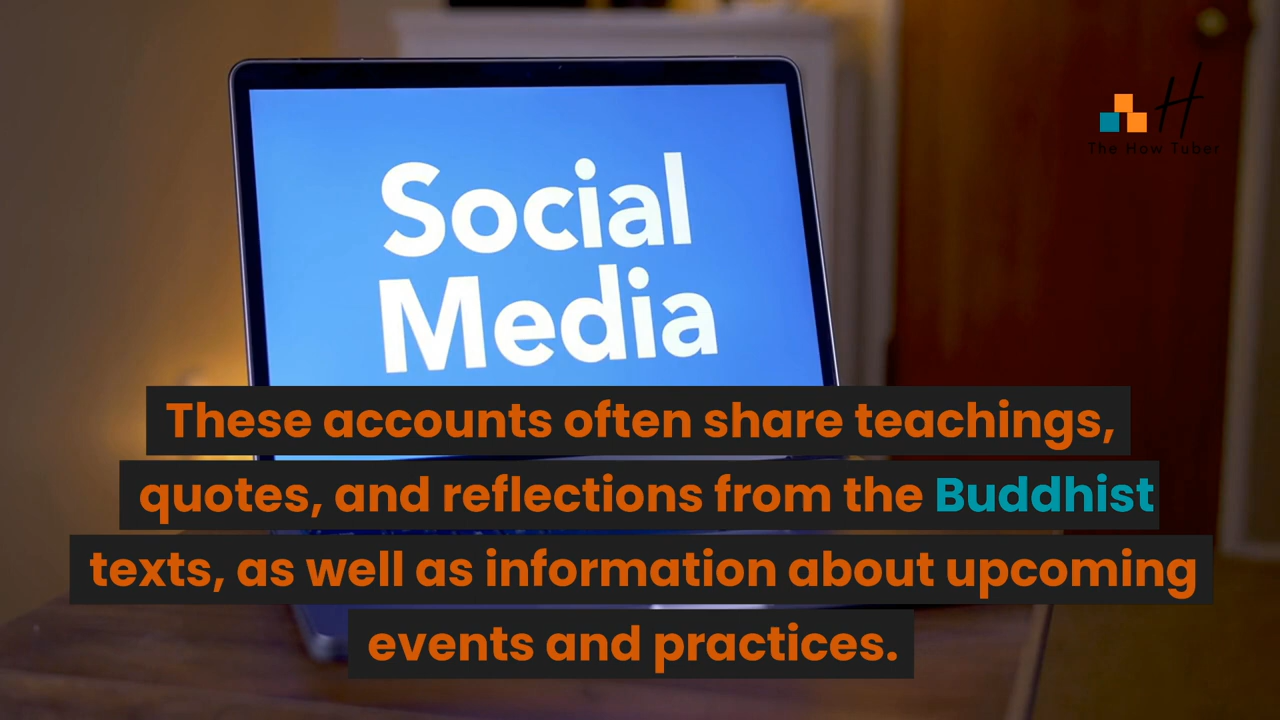 Social
Media
H
The How Tuber
These accounts often share teachings,
quotes, and reflections from the Buddhist
texts, as well as information about upcoming
events and practices.